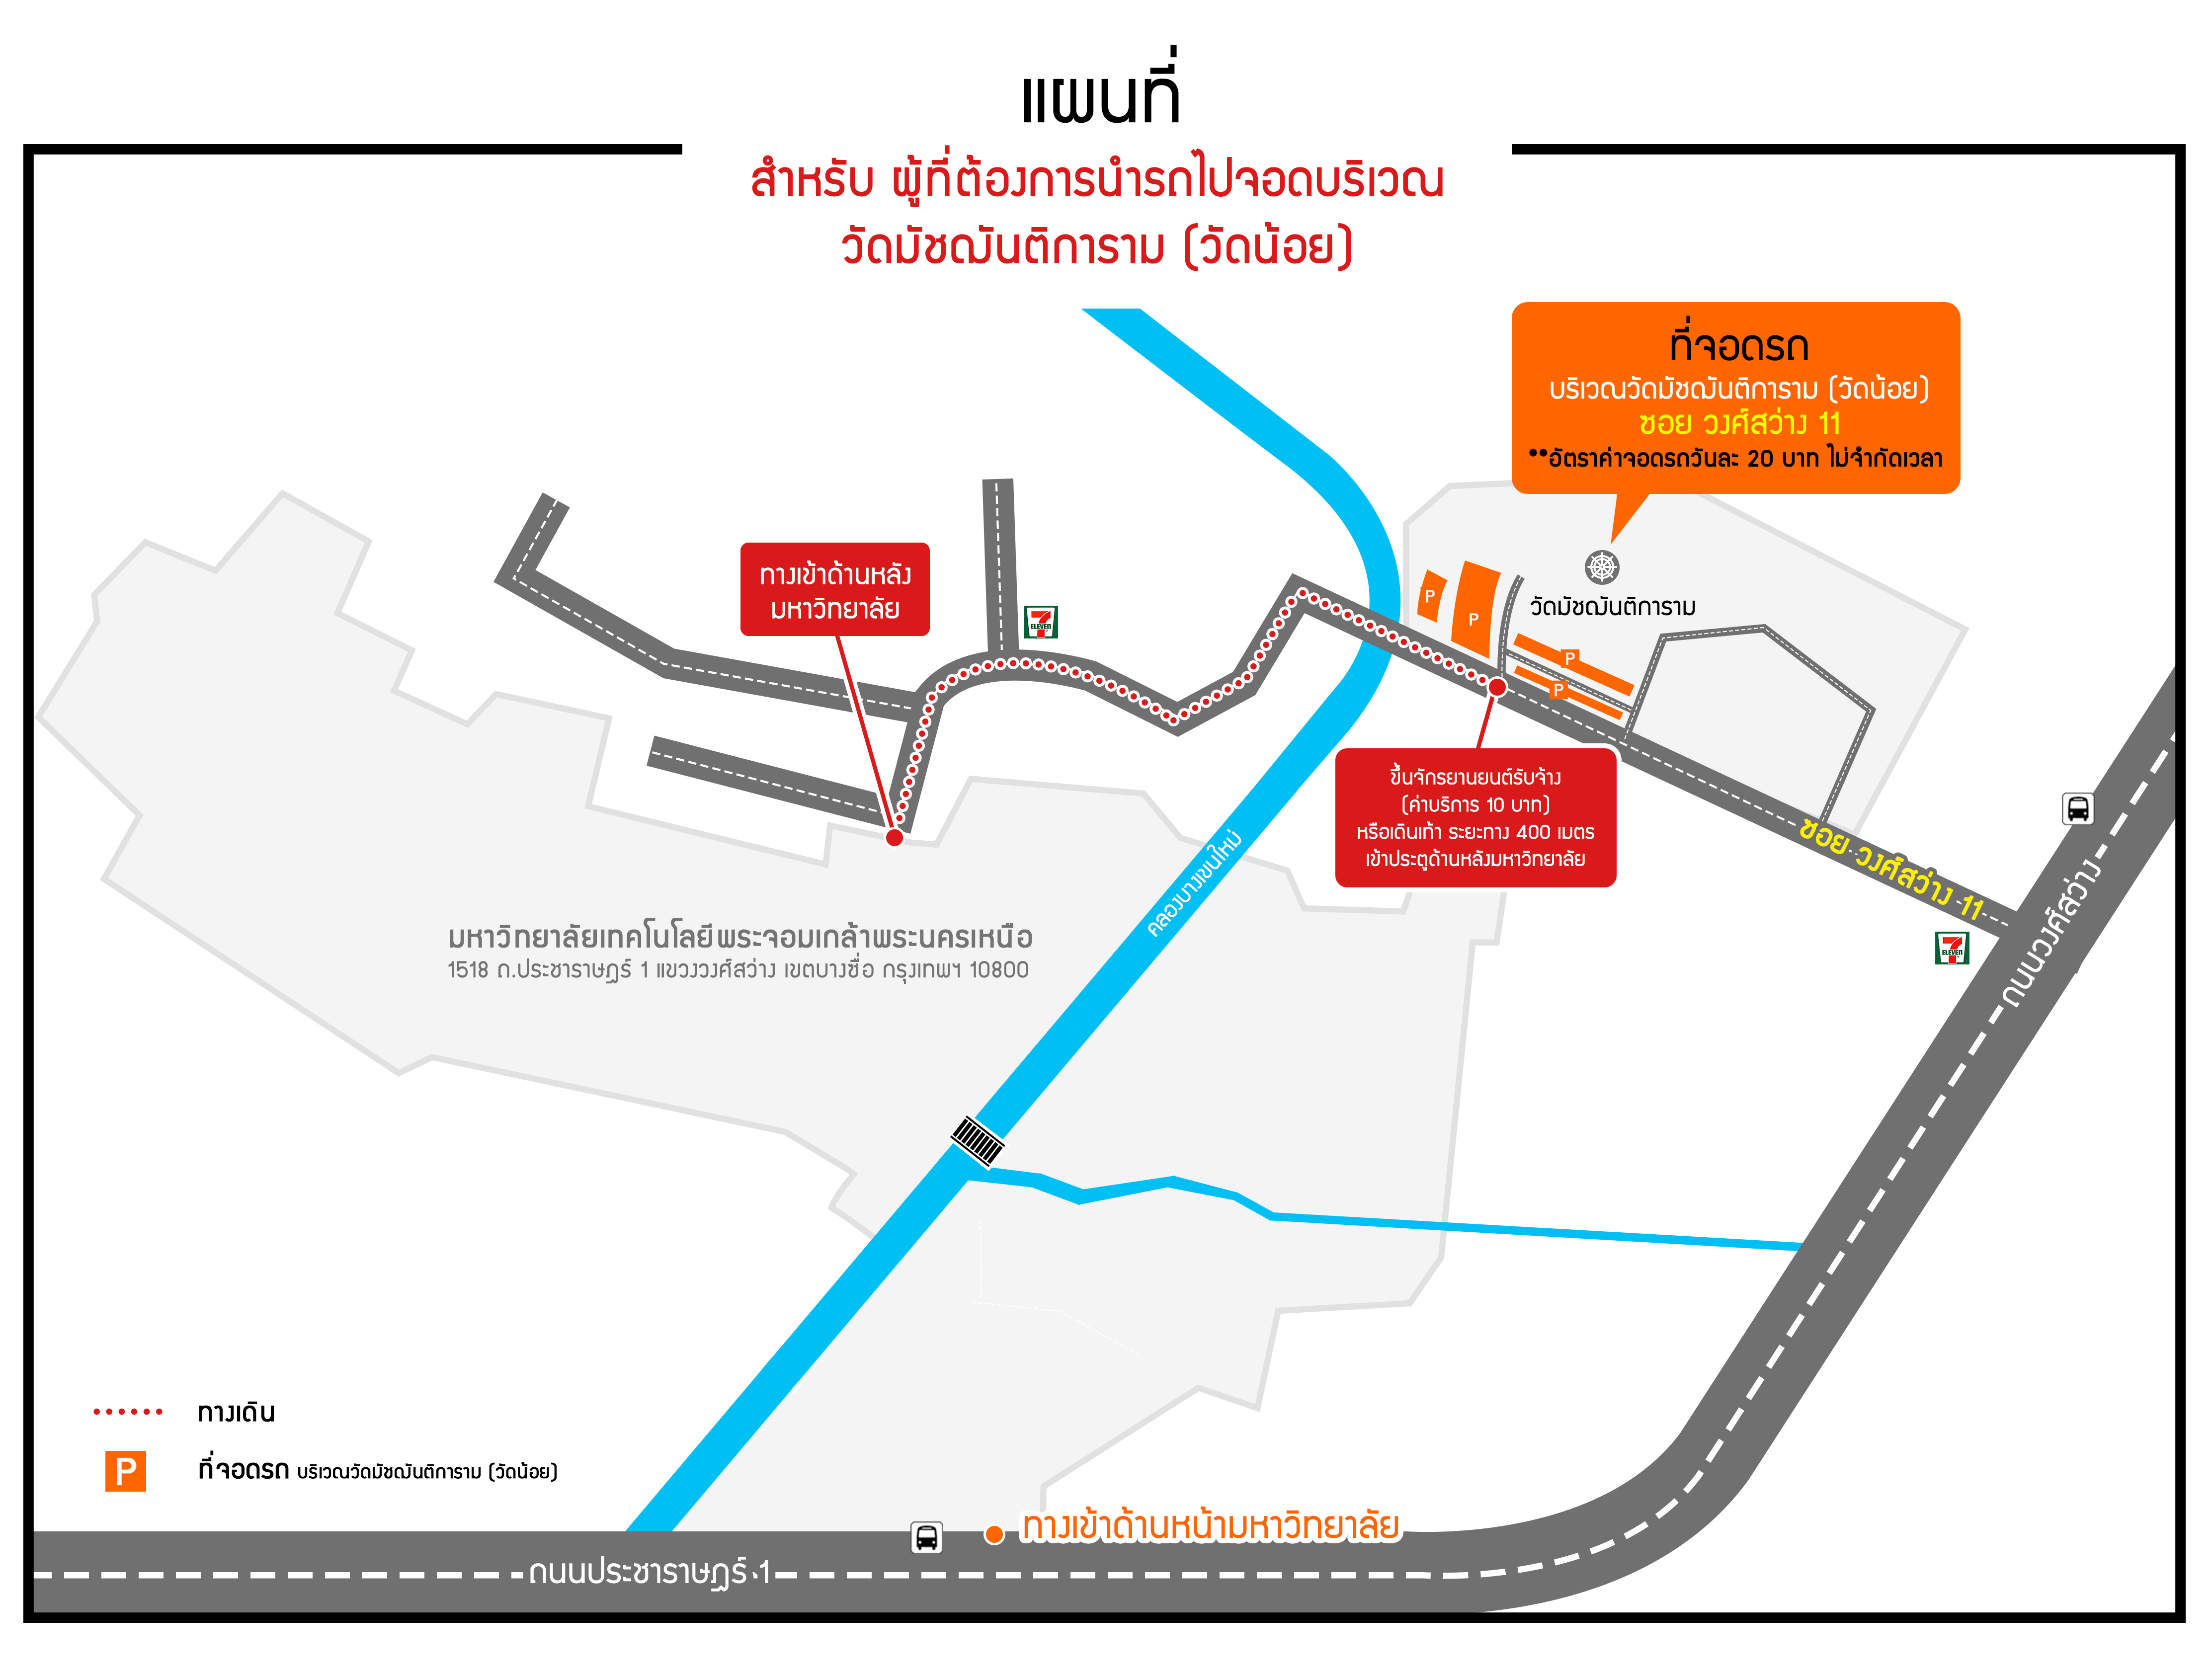 แผนที่
สำหรับ ผู้ที่ต้องการนำรถไปจอดบริเวณ
วัดมัชฌันติการาม (วัดน้อย)
ที่จอดรถ
บริเวณวัดมัชฌันติการาม (วัดน้อย)
ซอย วงศ์สว่าง 11
**อัตราค่าจอดรถวันละ 20 บาท ไม่จำกัดเวลา
ทางเข้าด้านหลัง
มหาวิทยาลัย
7
ELEVEN
P
P
วัดมัชฌันติการาม
P
P
ขึ้นจักรยานยนต์รับจ้าง
(ค่าบริการ 10 บาท)
หรือเดินเท้า ระยะทาง 400 เมตร
เข้าประตูด้านหลังมหาวิทยาลัย
ซอย วงศ์สว่าง 11
คลองบางเขนใหม่
ถนนวงศ์สว่าง
7
ELEVEN
มหาวิทยาลัยเทคโนโลยีพระจอมเกล้าพระนครเหนือ
1518 ถ.ประชาราษฎร์ 1 แขวงวงศ์สว่าง เขตบางซื่อ กรุงเทพฯ 10800
ทางเดิน
P ที่จอดรถ บริเวณวัดมัชฌันติการาม (วัดน้อย)
ทางเข้าด้านหน้ามหาวิทยาลัย
ถนนประชาราษฎร์ 1